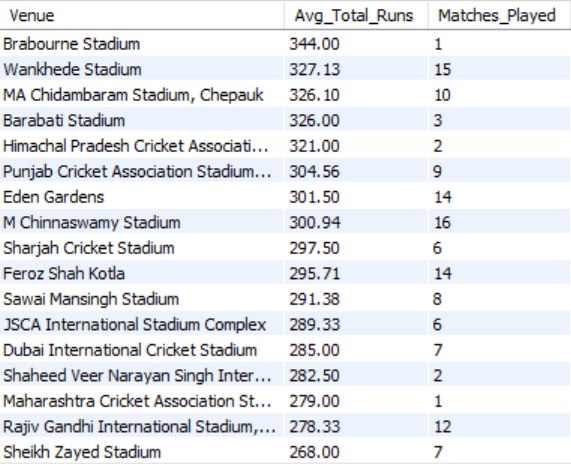 Venue Avg_Total_Runs Matches_Played
Brabourne Stadium 344.00 1
Wankhede Stadium 327.13 15
MA Chidambaram Stadium, Chepauk 326.10 10
Barabati Stadium 326.00 3
Himachal Pradesh Cricket Associati... 321.00 2
Punjab Cricket Association Stadium... 304.56 9
Eden Gardens 301.50 14
M Chinnaswamy Stadium 300.94 16
Sharjah Cricket Stadium 297.50 6
Feroz Shah Kotla 295.71 14
Sawai Mansingh Stadium 291.38 8
JSCA International Stadium Complex 289.33 6
Dubai International Cricket Stadium 285.00 7
Shaheed Veer Narayan Singh Inter... 282.50 2
Maharashtra Cricket Association St... 279.00 1
Rajiv Gandhi International Stadium,... 278.33 12
Sheikh Zayed Stadium 268.00 7